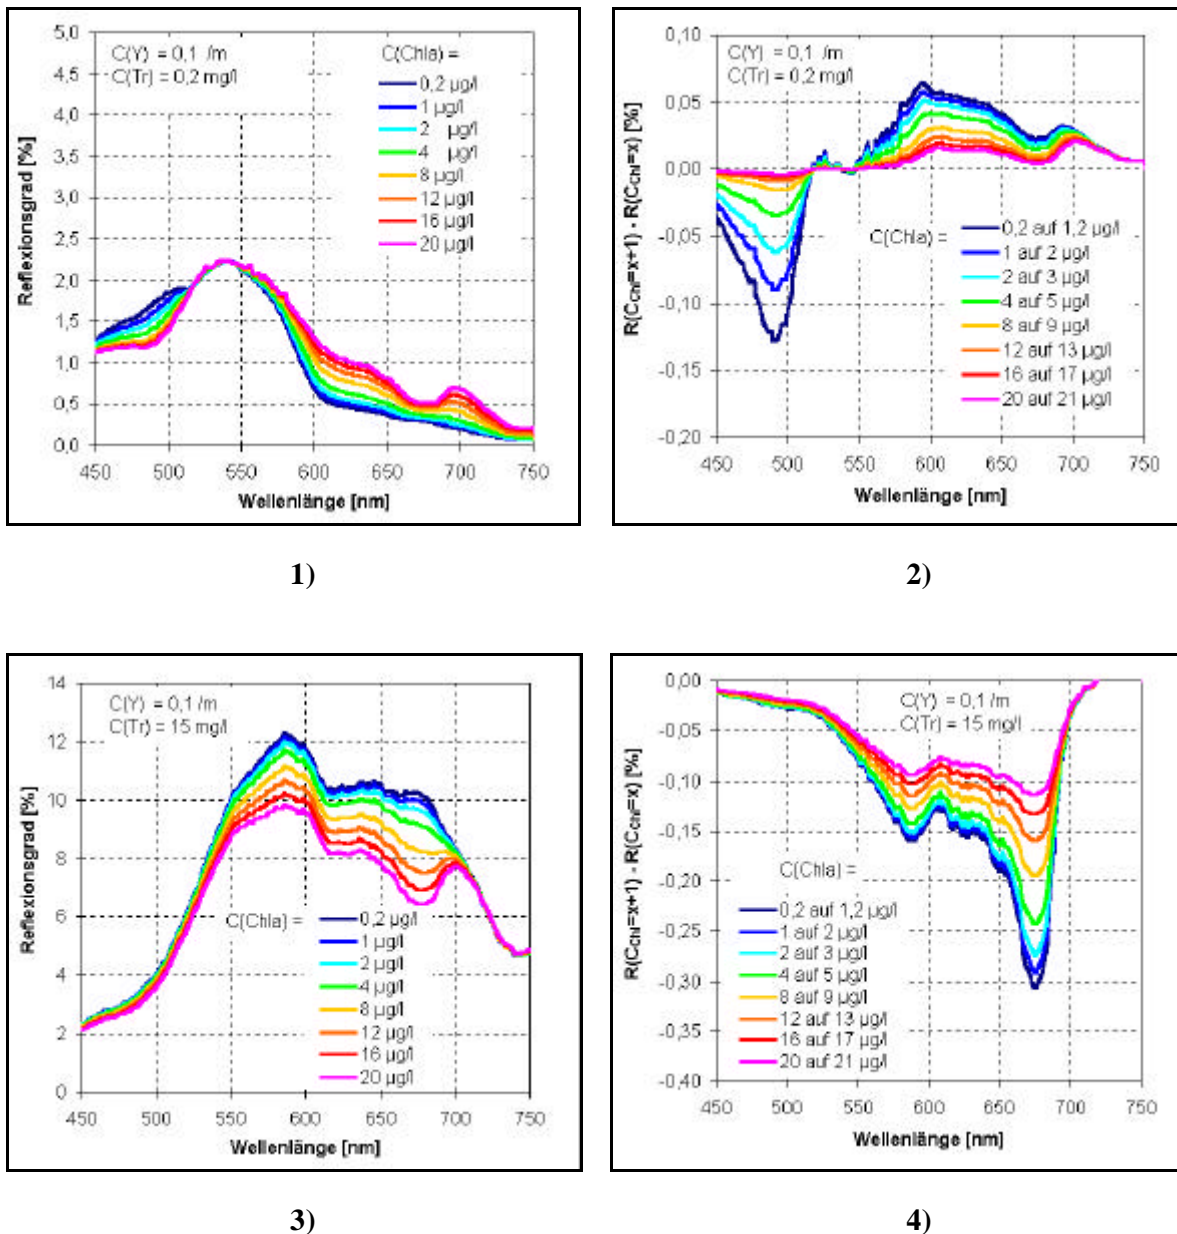 5,0
4,5
4,0
3,5
3,0
2,5
2,0
1,5
1,0
0,5
0,0
Reflexionsgrad [%]
C(Y) = 0,1 /m
C(Tr) = 0,2 mg/l
C(Chla) =
0,2 µg/l
1 µg/l
2 µg/l
4 µg/l
8 µg/l
12 µg/l
16 µg/l
20 µg/l
450 500 550 600 650 700 750
Wellenlänge [nm]
1)
0,10
0,05
0,00
-0,05
-0,10
-0,15
-0,20
R(CChl=x+1) - R(CChl=x) [%]
C(Y) = 0,1 /m
C(Tr) = 0,2 mg/l
C(Chla) =
0,2 auf 1,2 µg/l
1 auf 2 µg/l
2 auf 3 µg/l
4 auf 5 µg/l
8 auf 9 µg/l
12 auf 13 µg/l
16 auf 17 µg/l
20 auf 21 µg/l
450 500 550 600 650 700 750
Wellenlänge [nm]
2)
14
12
10
8
6
4
2
0
Reflexionsgrad [%]
C(Y) = 0,1 /m
C(Tr) = 15 mg/l
C(Chla) =
0,2 µg/l
1 µg/l
2 µg/l
4 µg/l
8 µg/l
12 µg/l
16 µg/l
20 µg/l
450 500 550 600 650 700 750
Wellenlänge [nm]
3)
0,00
-0,05
-0,10
-0,15
-0,20
-0,25
-0,30
-0,35
-0,40
R(CChl=x+1) - R(CChl=x) [%]
C(Y) = 0,1 /m
C(Tr) = 15 mg/l
C(Chla) =
0,2 auf 1,2 µg/l
1 auf 2 µg/l
2 auf 3 µg/l
4 auf 5 µg/l
8 auf 9 µg/l
12 auf 13 µg/l
16 auf 17 µg/l
20 auf 21 µg/l
450 500 550 600 650 700 750
Wellenlänge [nm]
4)